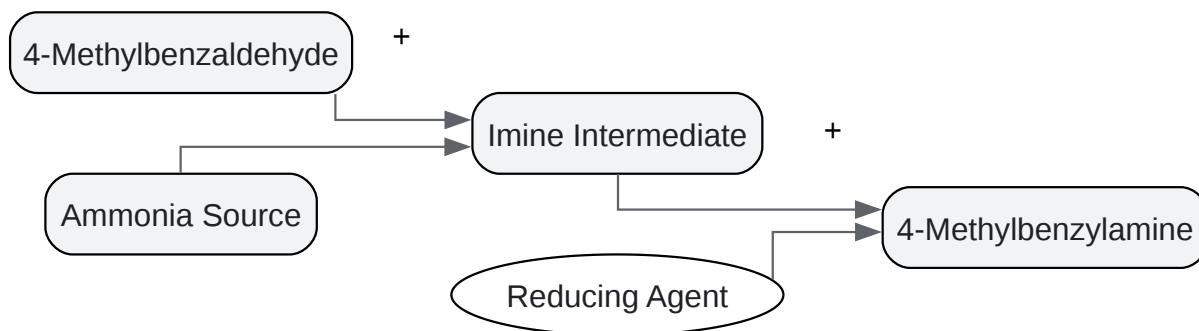 4-Methylbenzaldehyde
+
Ammonia Source
Imine Intermediate
+
Reducing Agent
4-Methylbenzylamine